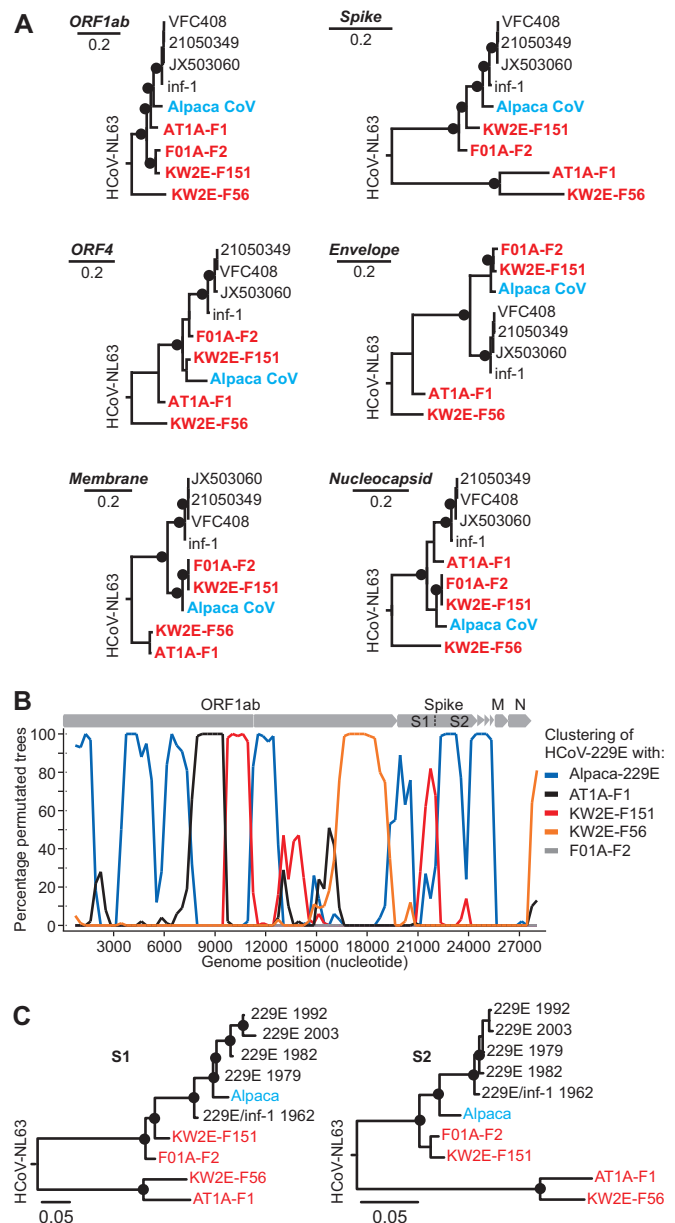 A
ORF1ab
0.2
VFC408
21050349
JX503060
inf-1
Alpaca CoV
AT1A-F1
F01A-F2
KW2E-F151
KW2E-F56
HCoV-NL63
Spike
0.2
VFC408
21050349
JX503060
inf-1
Alpaca CoV
KW2E-F151
F01A-F2
AT1A-F1
KW2E-F56
HCoV-NL63
ORF4
0.2
21050349
VFC408
JX503060
inf-1
F01A-F2
KW2E-F151
Alpaca CoV
AT1A-F1
KW2E-F56
HCoV-NL63
Envelope
0.2
F01A-F2
KW2E-F151
Alpaca CoV
VFC408
21050349
JX503060
inf-1
AT1A-F1
KW2E-F56
HCoV-NL63
Membrane
0.2
JX503060
21050349
VFC408
inf-1
F01A-F2
KW2E-F151
Alpaca CoV
KW2E-F56
AT1A-F1
HCoV-NL63
Nucleocapsid
0.2
21050349
VFC408
JX503060
inf-1
AT1A-F1
F01A-F2
KW2E-F151
Alpaca CoV
KW2E-F56
HCoV-NL63
B
ORF1ab
Spike
M N
S1 S2
Percentage permutated trees
100
80
60
40
20
0
3000 6000 9000 12000 15000 18000 21000 24000 27000
Genome position (nucleotide)
Clustering of
HCoV-229E with:
Alpaca-229E
AT1A-F1
KW2E-F151
KW2E-F56
F01A-F2
C
S1
229E 1992
229E 2003
229E 1982
229E 1979
Alpaca
229E/inf-1 1962
KW2E-F151
F01A-F2
KW2E-F56
AT1A-F1
HCoV-NL63
0.05
S2
229E 1992
229E 2003
229E 1979
229E 1982
229E/inf-1 1962
Alpaca
F01A-F2
KW2E-F151
AT1A-F1
KW2E-F56
HCoV-NL63
0.05